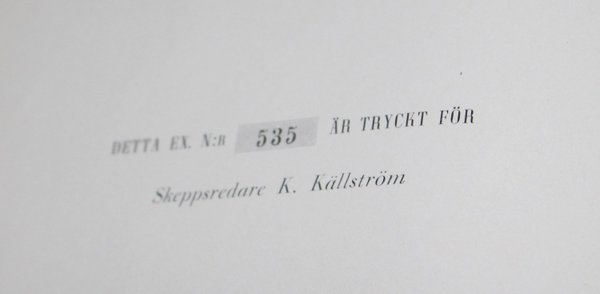 DETTA EX. N:R 535 ÄR TRYCKT FÖR
Skeppsredare K. Källström